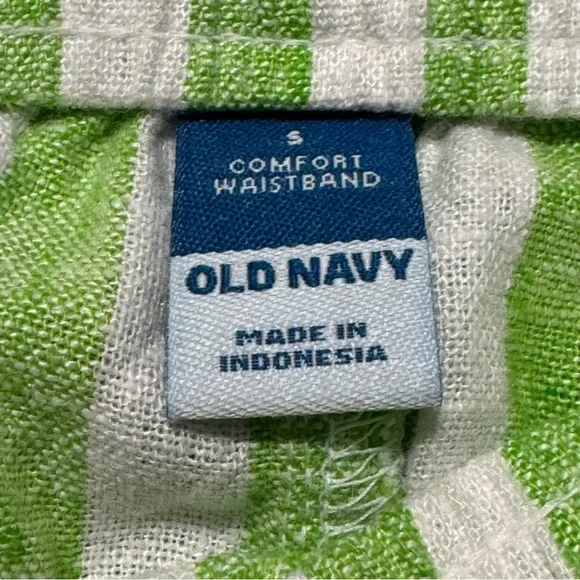 S
COMFORT
WAISTBAND
OLD NAVY
MADE IN
INDONESIA